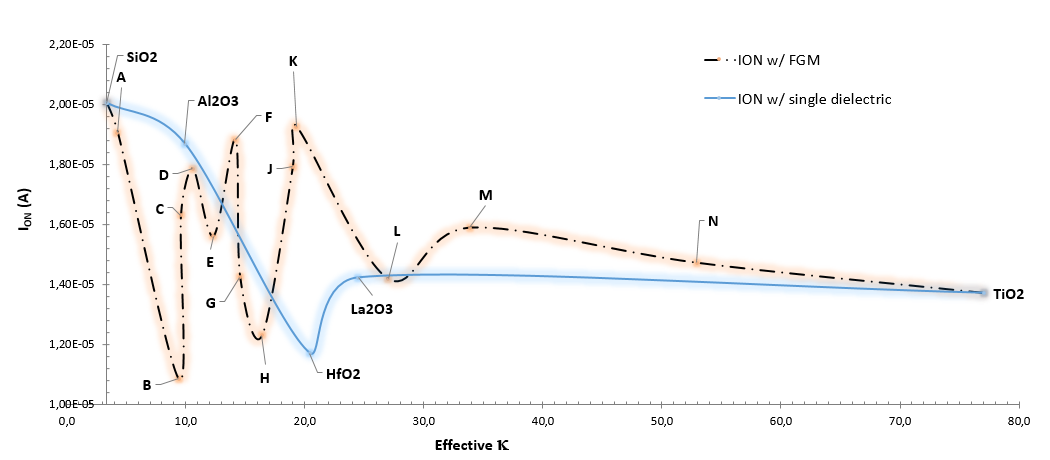 2,20E-05
SiO2
ION w/ FGM
K
A
ION w/ single dielectric
2,00E-05
Al2O3
F
1,80E-05
D
J
C
M
I_ON (A)
1,60E-05
N
L
E
1,40E-05
G
TiO2
La2O3
1,20E-05
H
HfO2
B
1,00E-05
0,0 10,0 20,0 30,0 40,0 50,0 60,0 70,0 80,0
Effective K